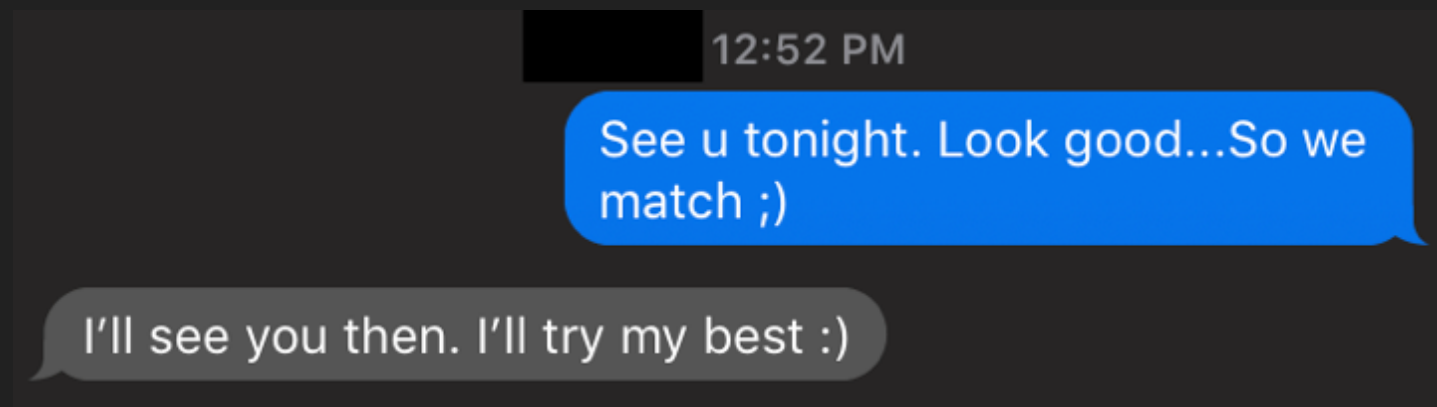 12:52 PM
See u tonight. Look good...So we
match ;)
I’ll see you then. I’ll try my best :)